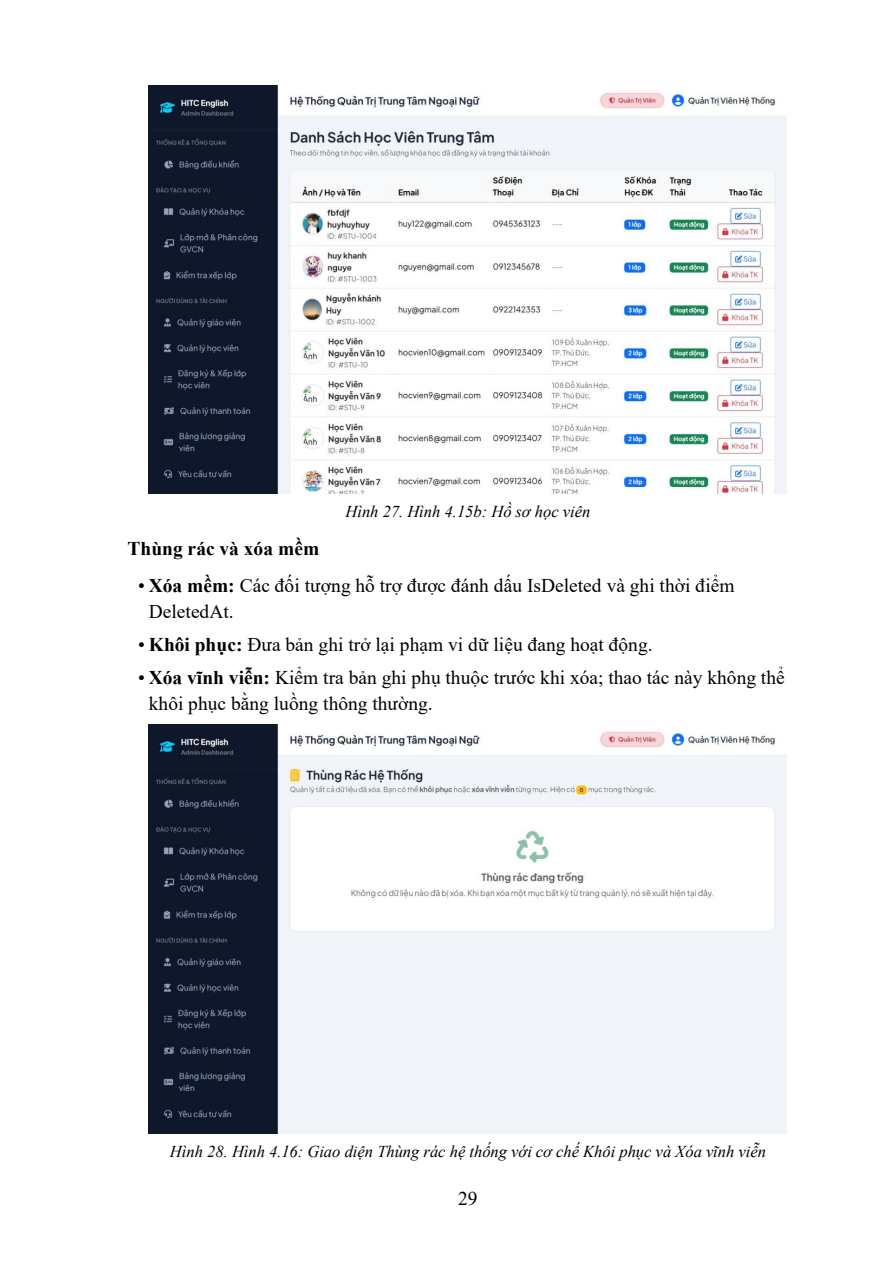 HITC English
Admin Dashboard
THỐNG KÊ & TỔNG QUAN
Bảng điều khiển
ĐÀO TẠO & HỌC VỤ
Quản lý Khóa học
Lớp mở & Phân công
GVCN
Kiểm tra xếp lớp
NGƯỜI DÙNG & TÀI CHÍNH
Quản lý giáo viên
Quản lý học viên
Đăng ký & Xếp lớp
học viên
Quản lý thanh toán
Bảng lương giảng
viên
Yêu cầu tư vấn
Hệ Thống Quản Trị Trung Tâm Ngoại Ngữ
Quản Trị Viên
Quản Trị Viên Hệ Thống
Danh Sách Học Viên Trung Tâm
Theo dõi thông tin học viên, số lượng khóa học đã đăng ký và trạng thái tài khoản
Ảnh / Họ và Tên Email Số Điện Thoại Địa Chỉ Số Khóa Học ĐK Trạng Thái Thao Tác
fbfdjf huyhuyhuy ID: #STU-1004 huy122@gmail.com 0945363123 --- 1 lớp Hoạt động Sửa Khóa TK
huy khanh nguye ID: #STU-1003 nguyen@gmail.com 0912345678 --- 1 lớp Hoạt động Sửa Khóa TK
Nguyễn khánh Huy ID: #STU-1002 huy@gmail.com 0922142353 --- 3 lớp Hoạt động Sửa Khóa TK
Ảnh Học Viên Nguyễn Văn 10 ID: #STU-10 hocvien10@gmail.com 0909123409 109 Đỗ Xuân Hợp, TP. Thủ Đức, TP.HCM 2 lớp Hoạt động Sửa Khóa TK
Ảnh Học Viên Nguyễn Văn 9 ID: #STU-9 hocvien9@gmail.com 0909123408 108 Đỗ Xuân Hợp, TP. Thủ Đức, TP.HCM 2 lớp Hoạt động Sửa Khóa TK
Ảnh Học Viên Nguyễn Văn 8 ID: #STU-8 hocvien8@gmail.com 0909123407 107 Đỗ Xuân Hợp, TP. Thủ Đức, TP.HCM 2 lớp Hoạt động Sửa Khóa TK
Học Viên Nguyễn Văn 7 ID: #STU-7 hocvien7@gmail.com 0909123406 106 Đỗ Xuân Hợp, TP. Thủ Đức, TP.HCM 2 lớp Hoạt động Sửa Khóa TK
Hình 27. Hình 4.15b: Hồ sơ học viên
Thùng rác và xóa mềm
• Xóa mềm: Các đối tượng hỗ trợ được đánh dấu IsDeleted và ghi thời điểm
DeletedAt.
• Khôi phục: Đưa bản ghi trở lại phạm vi dữ liệu đang hoạt động.
• Xóa vĩnh viễn: Kiểm tra bản ghi phụ thuộc trước khi xóa; thao tác này không thể
khôi phục bằng luồng thông thường.
HITC English
Admin Dashboard
THỐNG KÊ & TỔNG QUAN
Bảng điều khiển
ĐÀO TẠO & HỌC VỤ
Quản lý Khóa học
Lớp mở & Phân công
GVCN
Kiểm tra xếp lớp
NGƯỜI DÙNG & TÀI CHÍNH
Quản lý giáo viên
Quản lý học viên
Đăng ký & Xếp lớp
học viên
Quản lý thanh toán
Bảng lương giảng
viên
Yêu cầu tư vấn
Hệ Thống Quản Trị Trung Tâm Ngoại Ngữ
Quản Trị Viên
Quản Trị Viên Hệ Thống
Thùng Rác Hệ Thống
Quản lý tất cả dữ liệu đã xóa. Bạn có thể khôi phục hoặc xóa vĩnh viễn từng mục. Hiện có 0 mục trong thùng rác.
Thùng rác đang trống
Không có dữ liệu nào đã bị xóa. Khi bạn xóa một mục bất kỳ từ trang quản lý, nó sẽ xuất hiện tại đây.
Hình 28. Hình 4.16: Giao diện Thùng rác hệ thống với cơ chế Khôi phục và Xóa vĩnh viễn
29